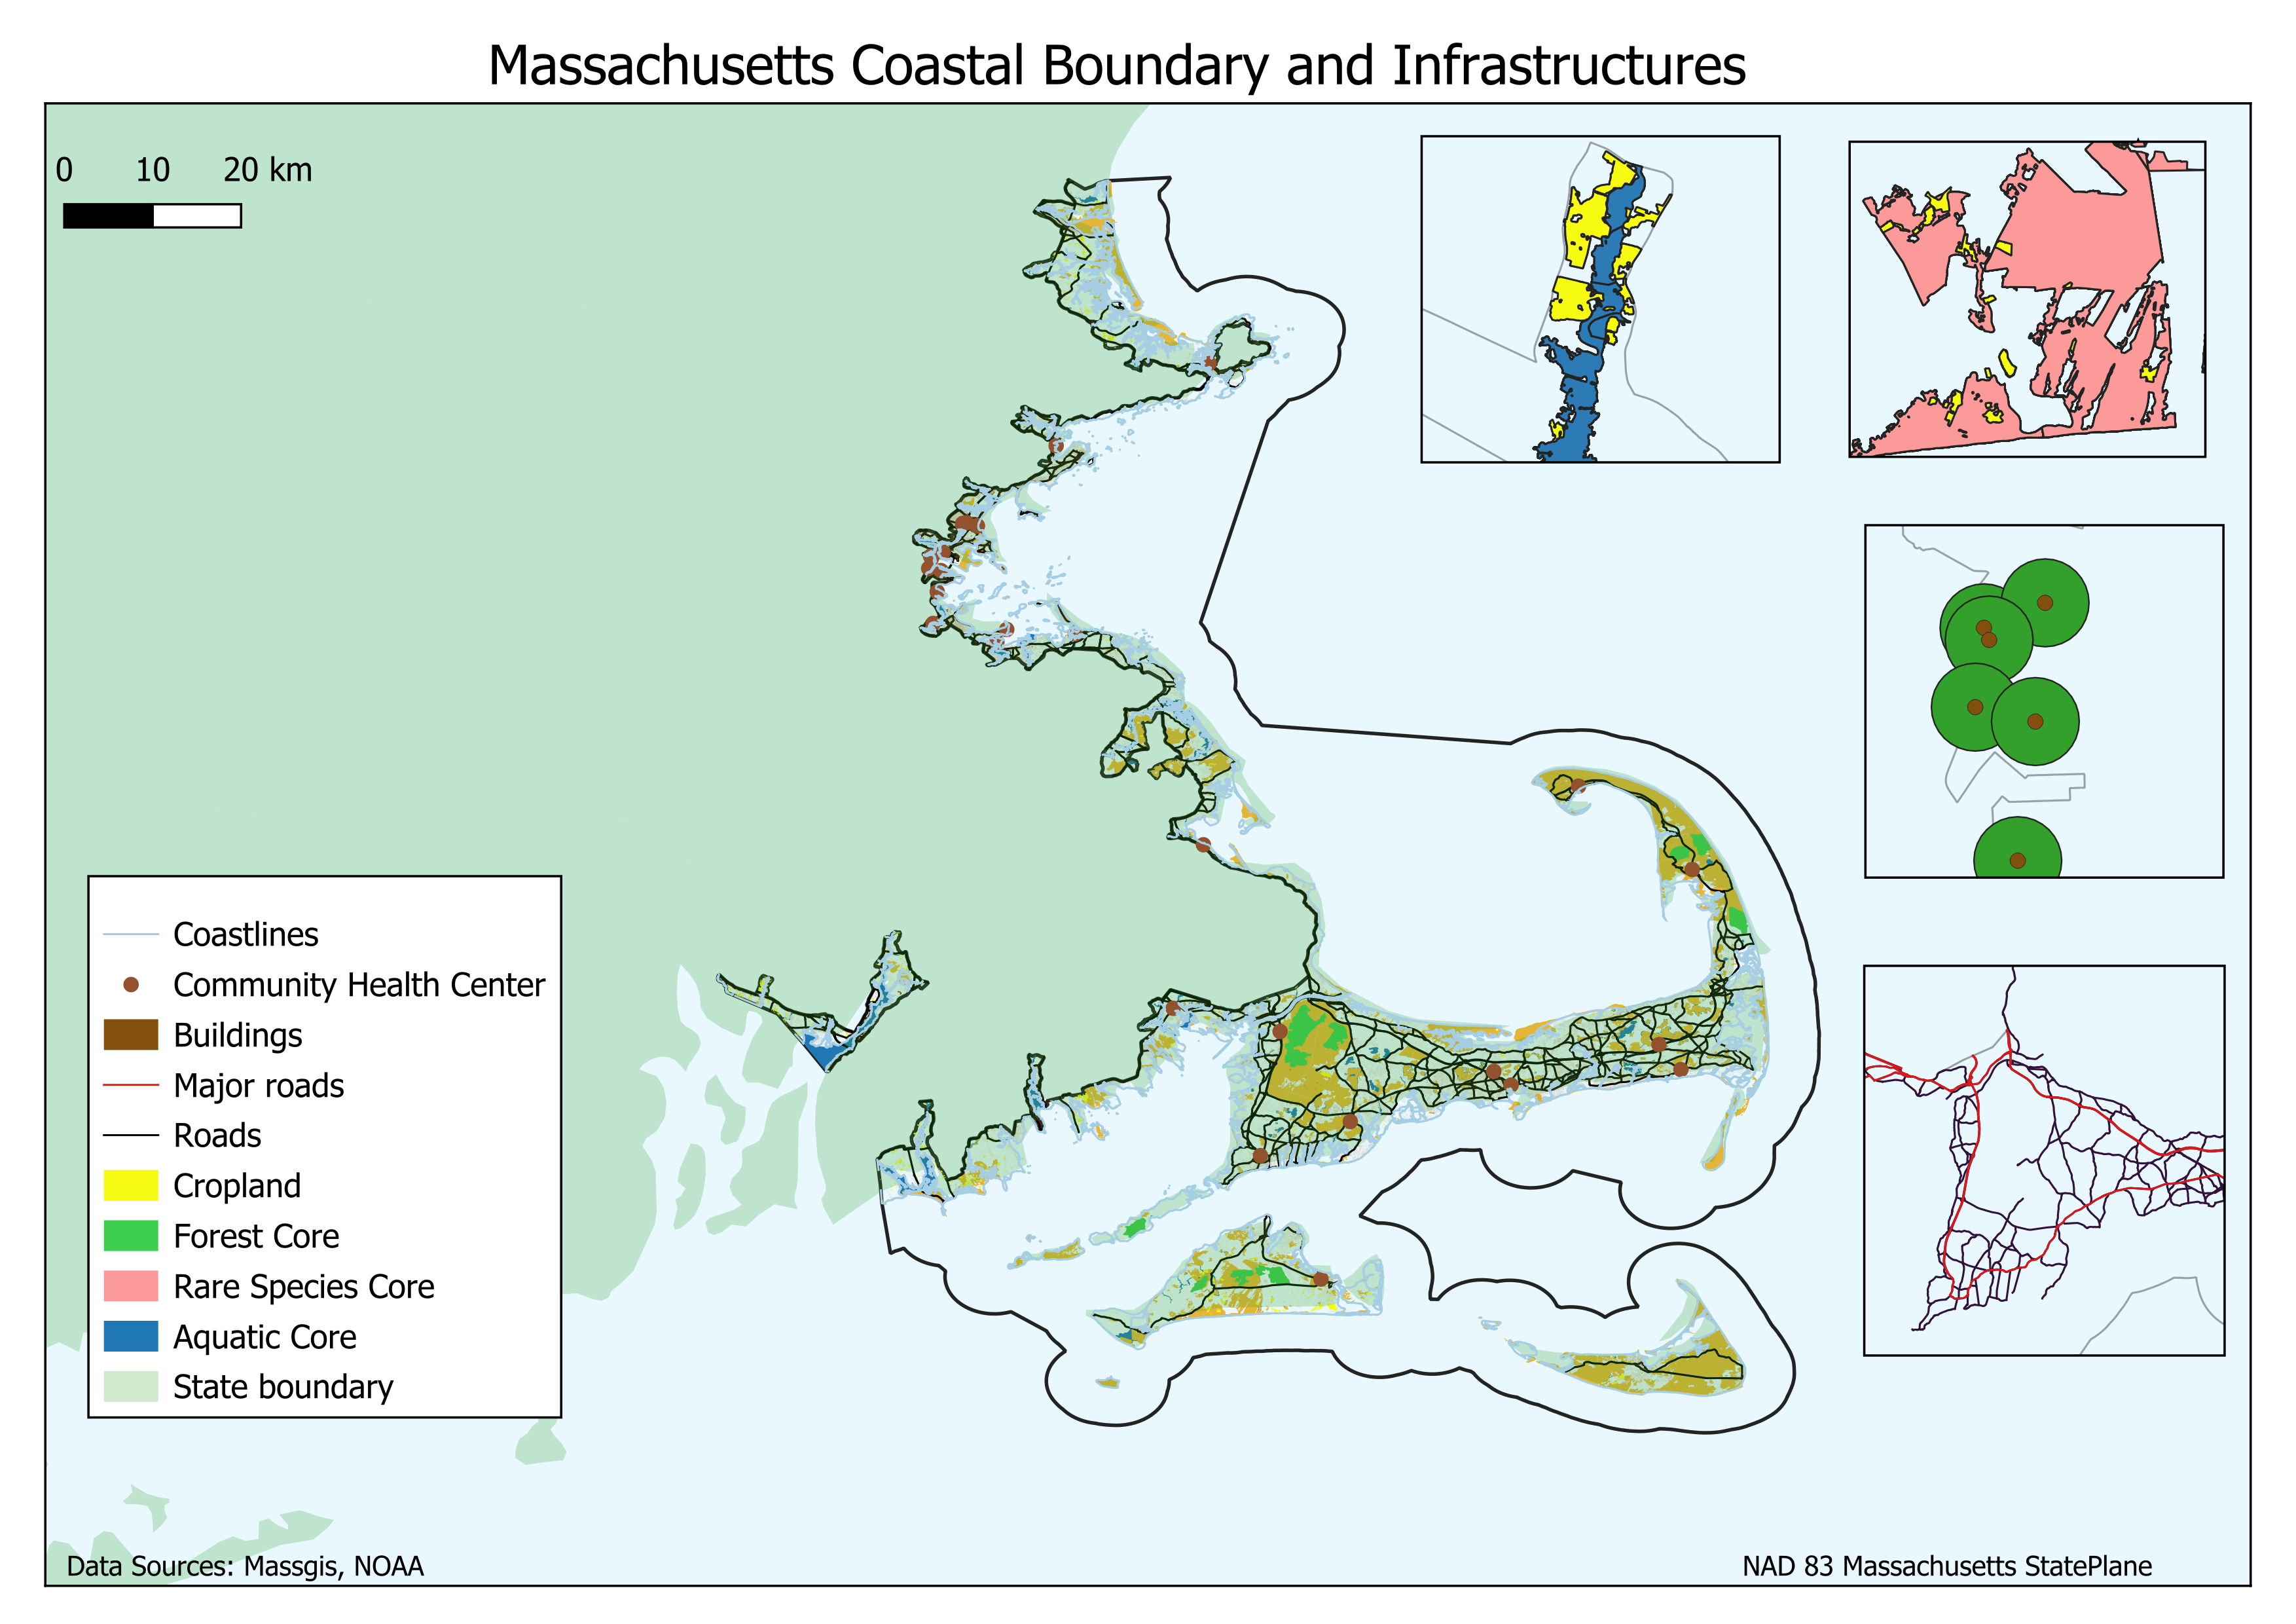 Massachusetts Coastal Boundary and Infrastructures
0 10 20 km
Coastlines
Community Health Center
Buildings
Major roads
Roads
Cropland
Forest Core
Rare Species Core
Aquatic Core
State boundary
Data Sources: Massgis, NOAA
NAD 83 Massachusetts StatePlane